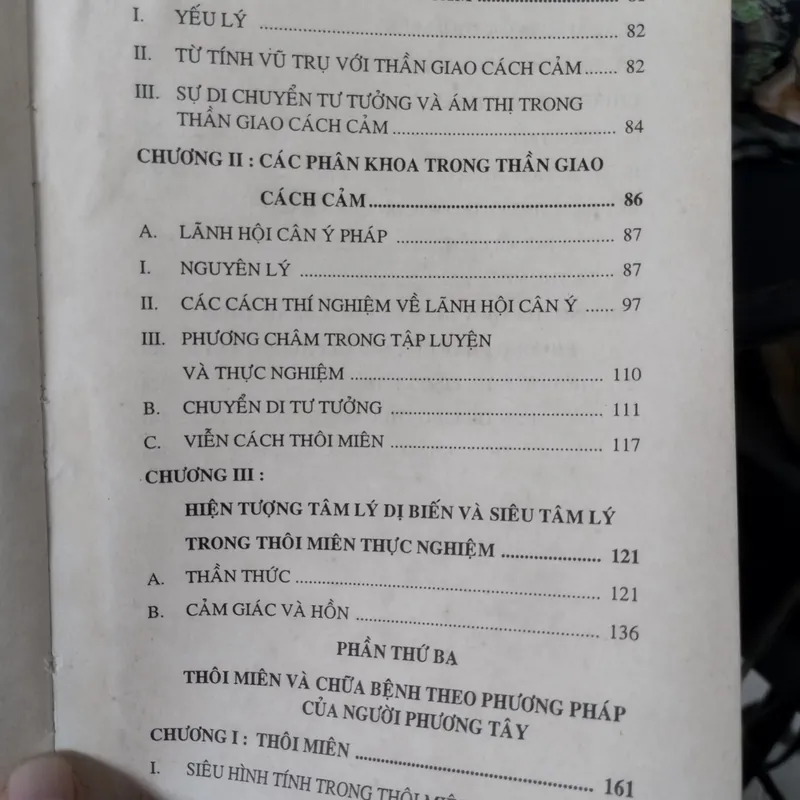 I. YẾU LÝ ........ 82
II. TỪ TÍNH VŨ TRỤ VỚI THẦN GIAO CÁCH CẢM ...... 82
III. SỰ DI CHUYỂN TƯ TƯỞNG VÀ ÁM THỊ TRONG
THẦN GIAO CÁCH CẢM ........ 84
CHƯƠNG II : CÁC PHÂN KHOA TRONG THẦN GIAO
CÁCH CẢM ........ 86
A. LÃNH HỘI CÂN Ý PHÁP ........ 87
I. NGUYÊN LÝ ........ 87
II. CÁC CÁCH THÍ NGHIỆM VỀ LÃNH HỘI CÂN Ý ...... 97
III. PHƯƠNG CHÂM TRONG TẬP LUYỆN
VÀ THỰC NGHIỆM ........ 110
B. CHUYỂN DI TƯ TƯỞNG ........ 111
C. VIỄN CÁCH THÔI MIÊN ........ 117
CHƯƠNG III :
HIỆN TƯỢNG TÂM LÝ DỊ BIẾN VÀ SIÊU TÂM LÝ
TRONG THÔI MIÊN THỰC NGHIỆM ........ 121
A. THẦN THỨC ........ 121
B. CẢM GIÁC VÀ HỒN ........ 136
PHẦN THỨ BA
THÔI MIÊN VÀ CHỮA BỆNH THEO PHƯƠNG PHÁP
CỦA NGƯỜI PHƯƠNG TÂY
CHƯƠNG I : THÔI MIÊN ........ 161
I. SIÊU HÌNH TÍNH TRONG THÔI